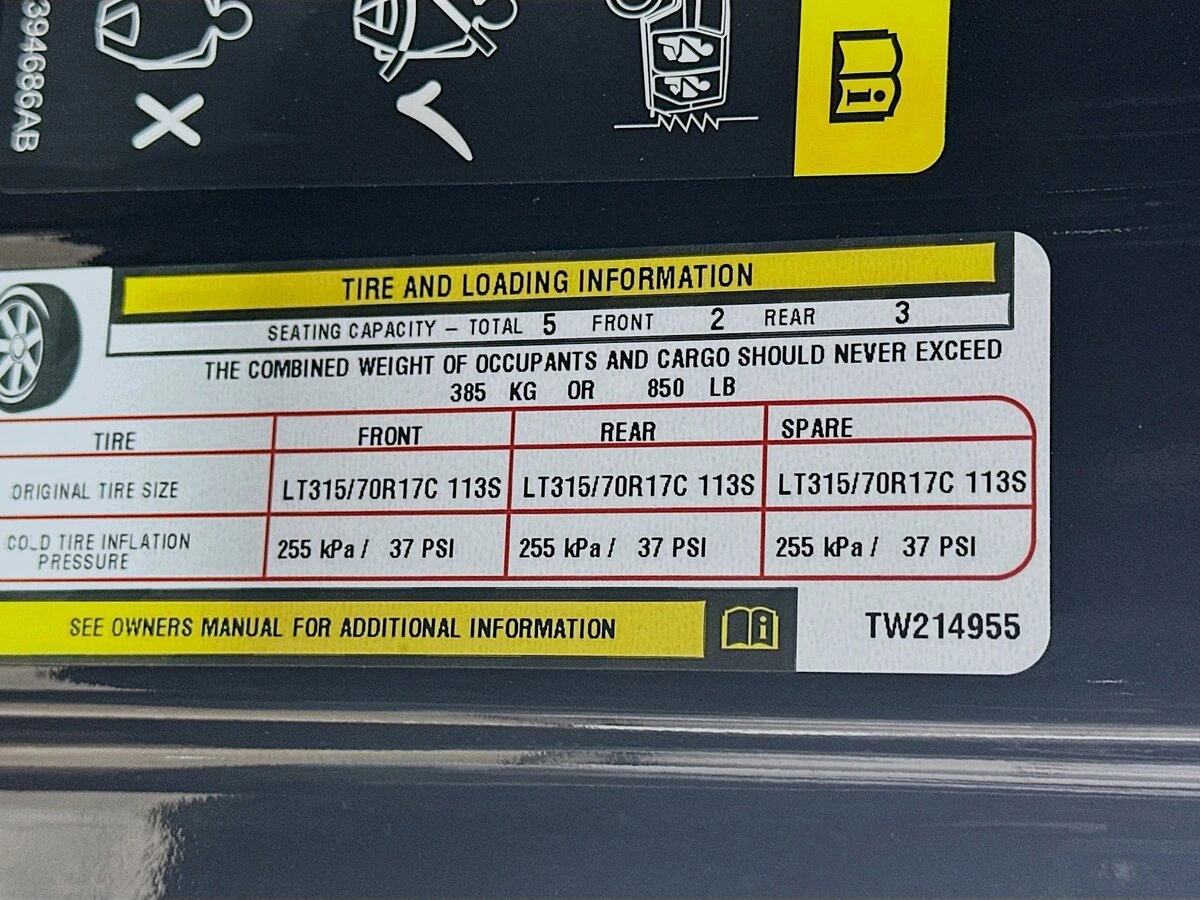 394686AB
TIRE AND LOADING INFORMATION
SEATING CAPACITY – TOTAL 5 FRONT 2 REAR 3
THE COMBINED WEIGHT OF OCCUPANTS AND CARGO SHOULD NEVER EXCEED
385 KG OR 850 LB
TIRE FRONT REAR SPARE
ORIGINAL TIRE SIZE LT315/70R17C 113S LT315/70R17C 113S LT315/70R17C 113S
COLD TIRE INFLATION
PRESSURE 255 kPa / 37 PSI 255 kPa / 37 PSI 255 kPa / 37 PSI
SEE OWNERS MANUAL FOR ADDITIONAL INFORMATION
TW214955